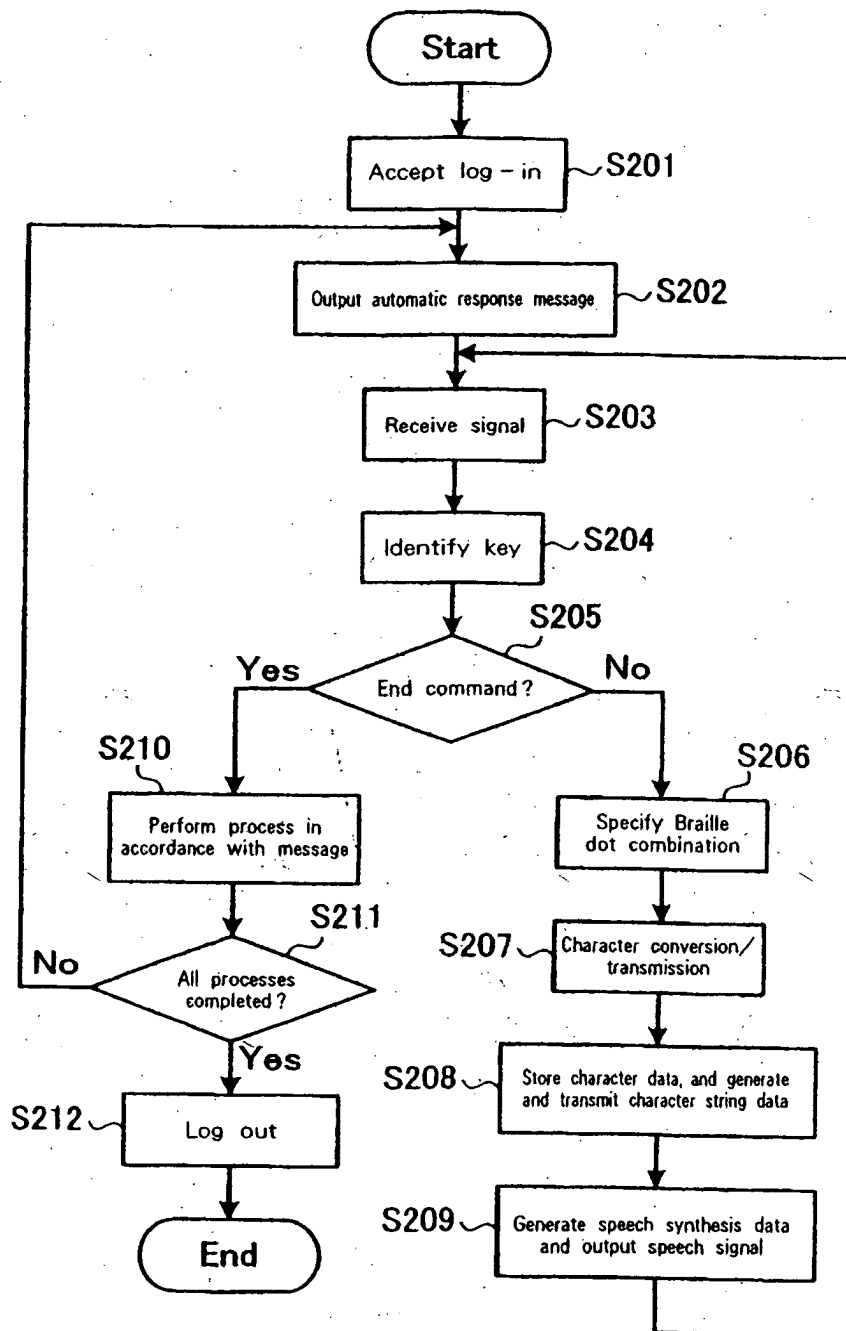 Start
Accept log-in
S201
Output automatic response message
S202
Receive signal
S203
Identify key
S204
S205
End command?
Yes
No
S210
Perform process in
accordance with message
S206
Specify Braille
dot combination
S211
All processes
completed?
No
Yes
S207
Character conversion/
transmission
S208
Store character data, and generate
and transmit character string data
S212
Log out
S209
Generate speech synthesis data
and output speech signal
End